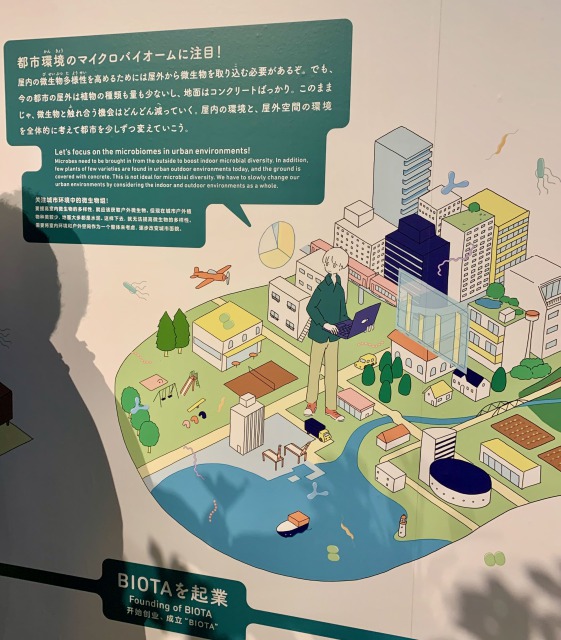 都市環境のマイクロバイオームに注目！
屋内の微生物多様性を高めるためには屋外から微生物を取り込む必要があるぞ。でも、
今の都市の屋外は植物の種類も量も少ないし、地面はコンクリートばっかり。このまま
じゃ、微生物と触れ合う機会はどんどん減っていく。屋内の環境と、屋外空間の環境
を全体的に考えて都市を少しずつ変えていこう。
Let's focus on the microbiomes in urban environments!
Microbes need to be brought in from the outside to boost indoor microbial diversity. In addition,
few plants of few varieties are found in urban outdoor environments today, and the ground is
covered with concrete. This is not ideal for microbial diversity. We have to slowly change our
urban environments by considering the indoor and outdoor environments as a whole.
关注城市环境中的微生物组！
BIOTAを起業
Founding of BIOTA
开始创业、成立“BIOTA”